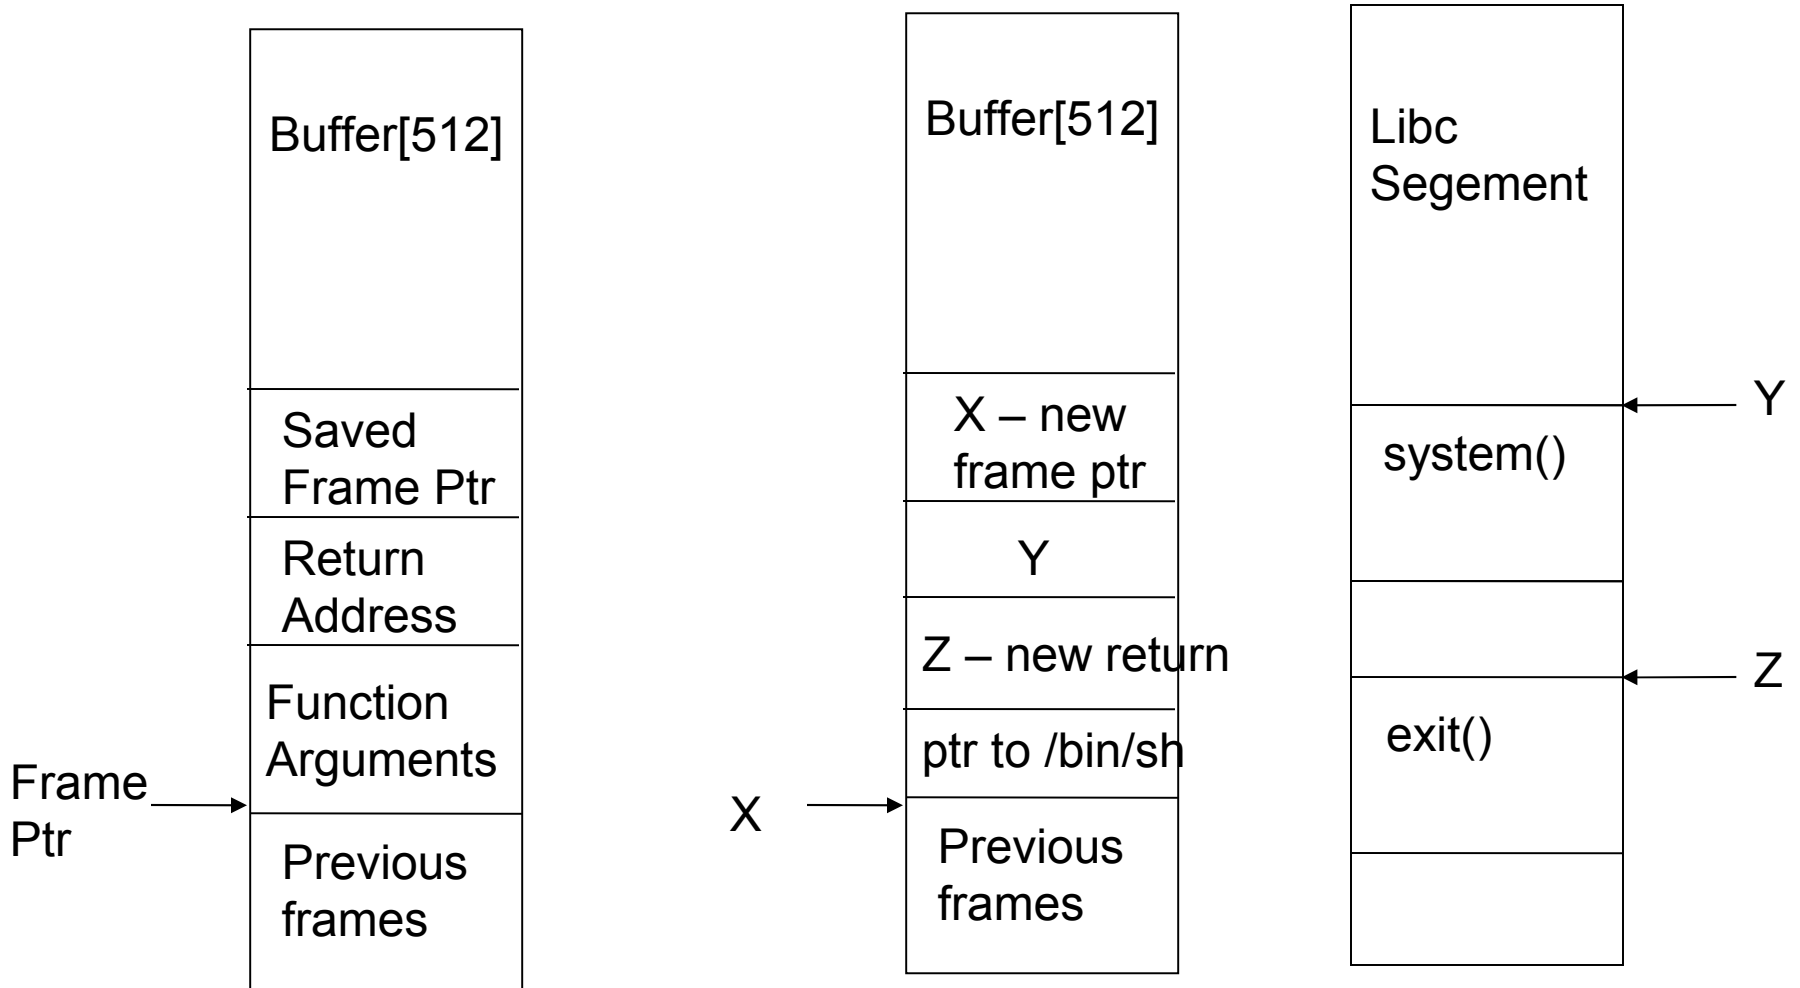 Buffer[512]
Saved
Frame Ptr
Return
Address
Function
Arguments
Frame
Ptr
Previous
frames
Buffer[512]
X – new
frame ptr
Y
Z – new return
ptr to /bin/sh
X
Previous
frames
Libc
Segement
Y
system()
Z
exit()